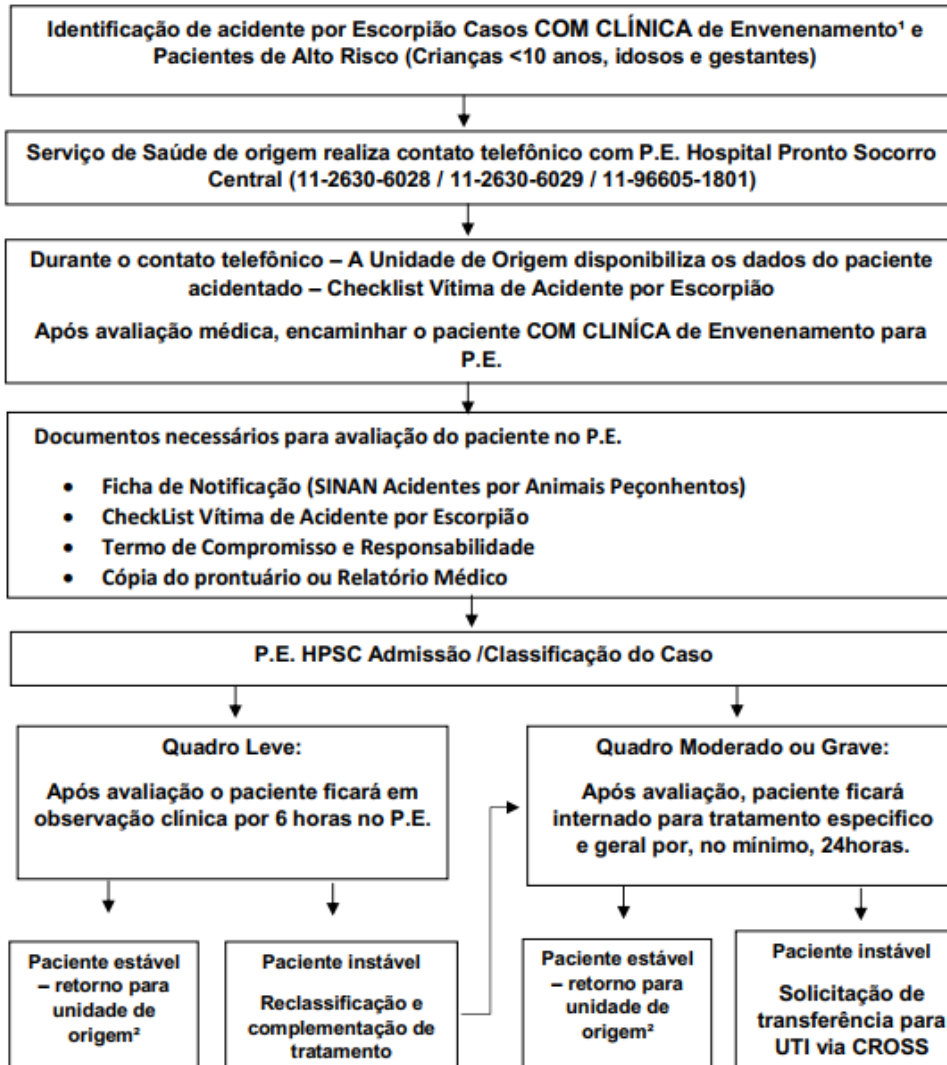 Identificação de acidente por Escorpião Casos COM CLÍNICA de Envenenamento¹ e
Pacientes de Alto Risco (Crianças <10 anos, idosos e gestantes)
Serviço de Saúde de origem realiza contato telefônico com P.E. Hospital Pronto Socorro
Central (11-2630-6028 / 11-2630-6029 / 11-96605-1801)
Durante o contato telefônico – A Unidade de Origem disponibiliza os dados do paciente
acidentado – Checklist Vítima de Acidente por Escorpião
Após avaliação médica, encaminhar o paciente COM CLINÍCA de Envenenamento para
P.E.
Documentos necessários para avaliação do paciente no P.E.
• Ficha de Notificação (SINAN Acidentes por Animais Peçonhentos)
• CheckList Vítima de Acidente por Escorpião
• Termo de Compromisso e Responsabilidade
• Cópia do prontuário ou Relatório Médico
P.E. HPSC Admissão /Classificação do Caso
Quadro Leve:
Após avaliação o paciente ficará em
observação clínica por 6 horas no P.E.
Quadro Moderado ou Grave:
Após avaliação, paciente ficará
internado para tratamento especifico
e geral por, no mínimo, 24horas.
Paciente estável
– retorno para
unidade de
origem²
Paciente instável
Reclassificação e
complementação de
tratamento
Paciente estável
– retorno para
unidade de
origem²
Paciente instável
Solicitação de
transferência para
UTI via CROSS